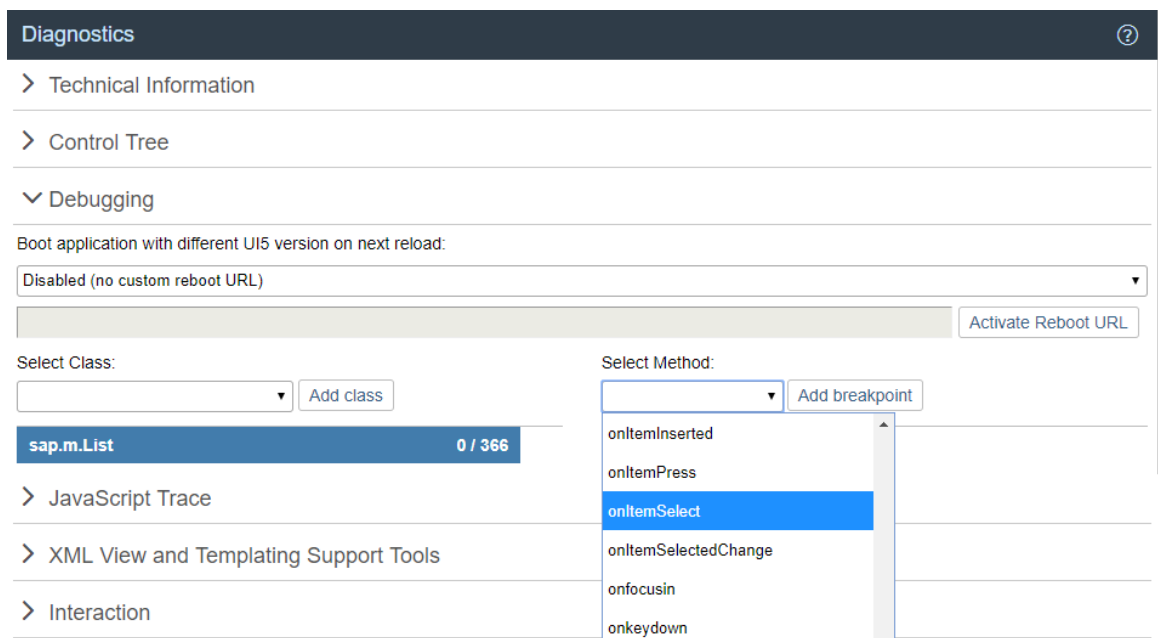 Diagnostics
Technical Information
Control Tree
Debugging
Boot application with different UI5 version on next reload:
Disabled (no custom reboot URL)
Activate Reboot URL
Select Class:
Add class
sap.m.List 0 / 366
Select Method:
Add breakpoint
onItemInserted
onItemPress
onItemSelect
onItemSelectedChange
onfocusin
onkeydown
JavaScript Trace
XML View and Templating Support Tools
Interaction